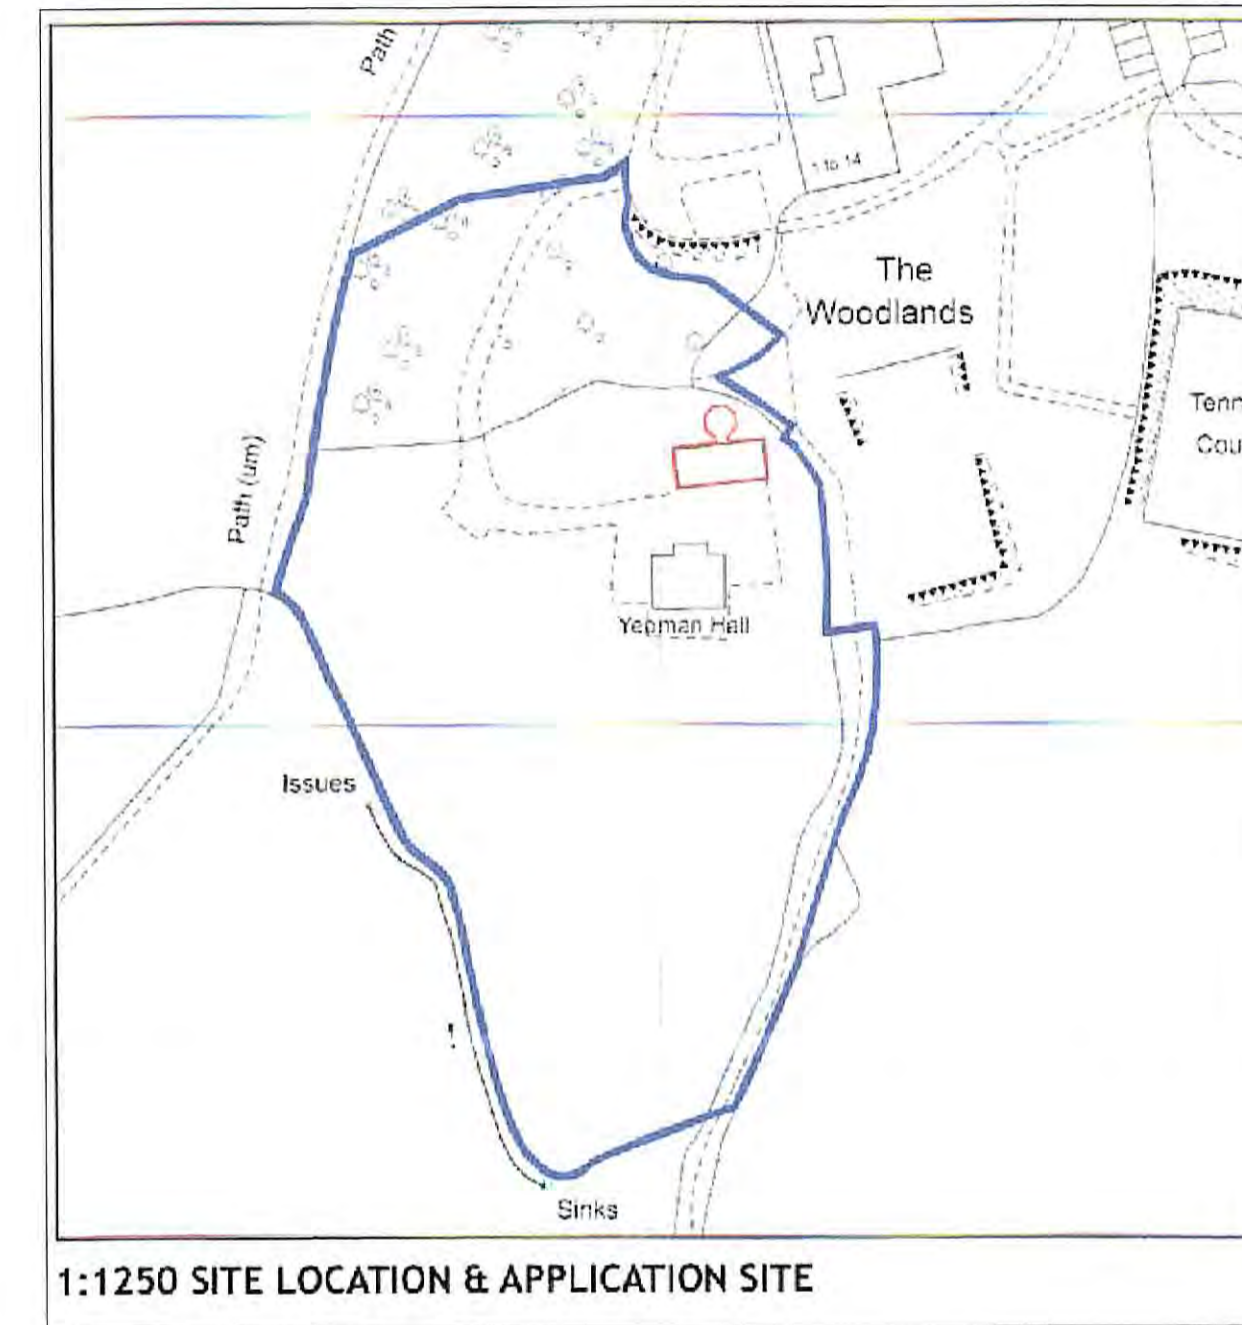 Path
1 to 14
The
Woodlands
Tenn
Cou
Path (um)
Yeoman Hall
Issues
Sinks
1:1250 SITE LOCATION & APPLICATION SITE